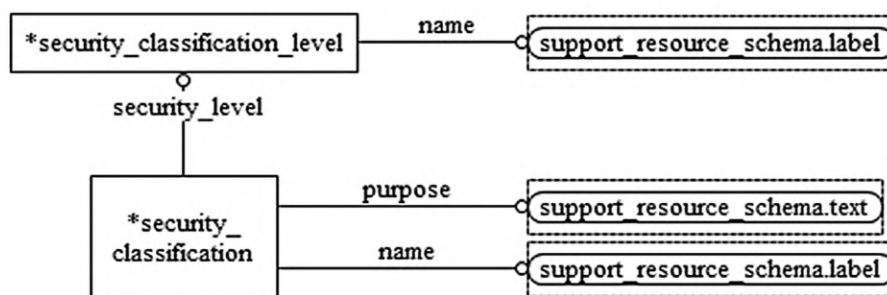 *security_classification_level
name
support_resource_schema.label
security_level
*security_
classification
purpose
support_resource_schema.text
name
support_resource_schema.label